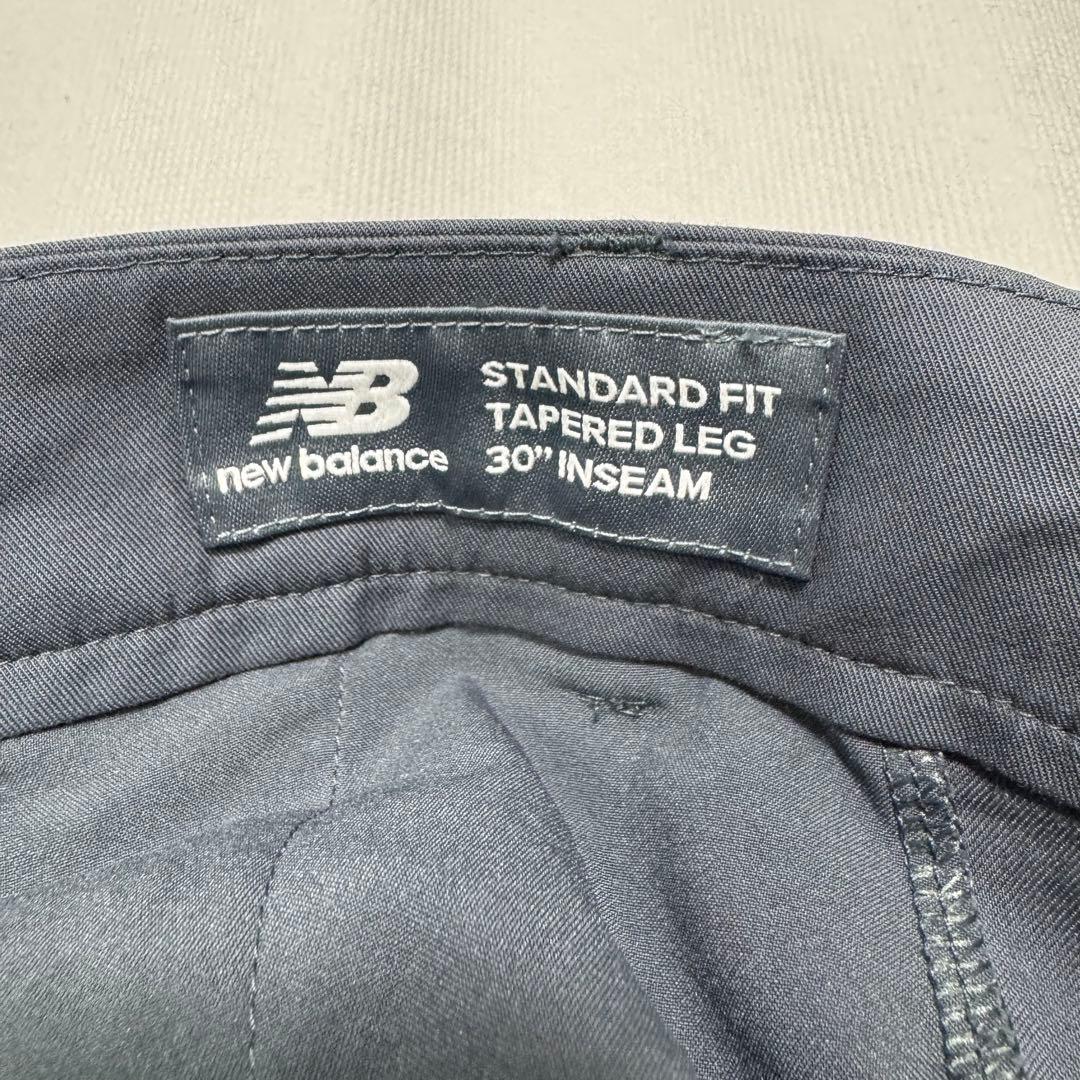 NB
new balance
STANDARD FIT
TAPERED LEG
30” INSEAM